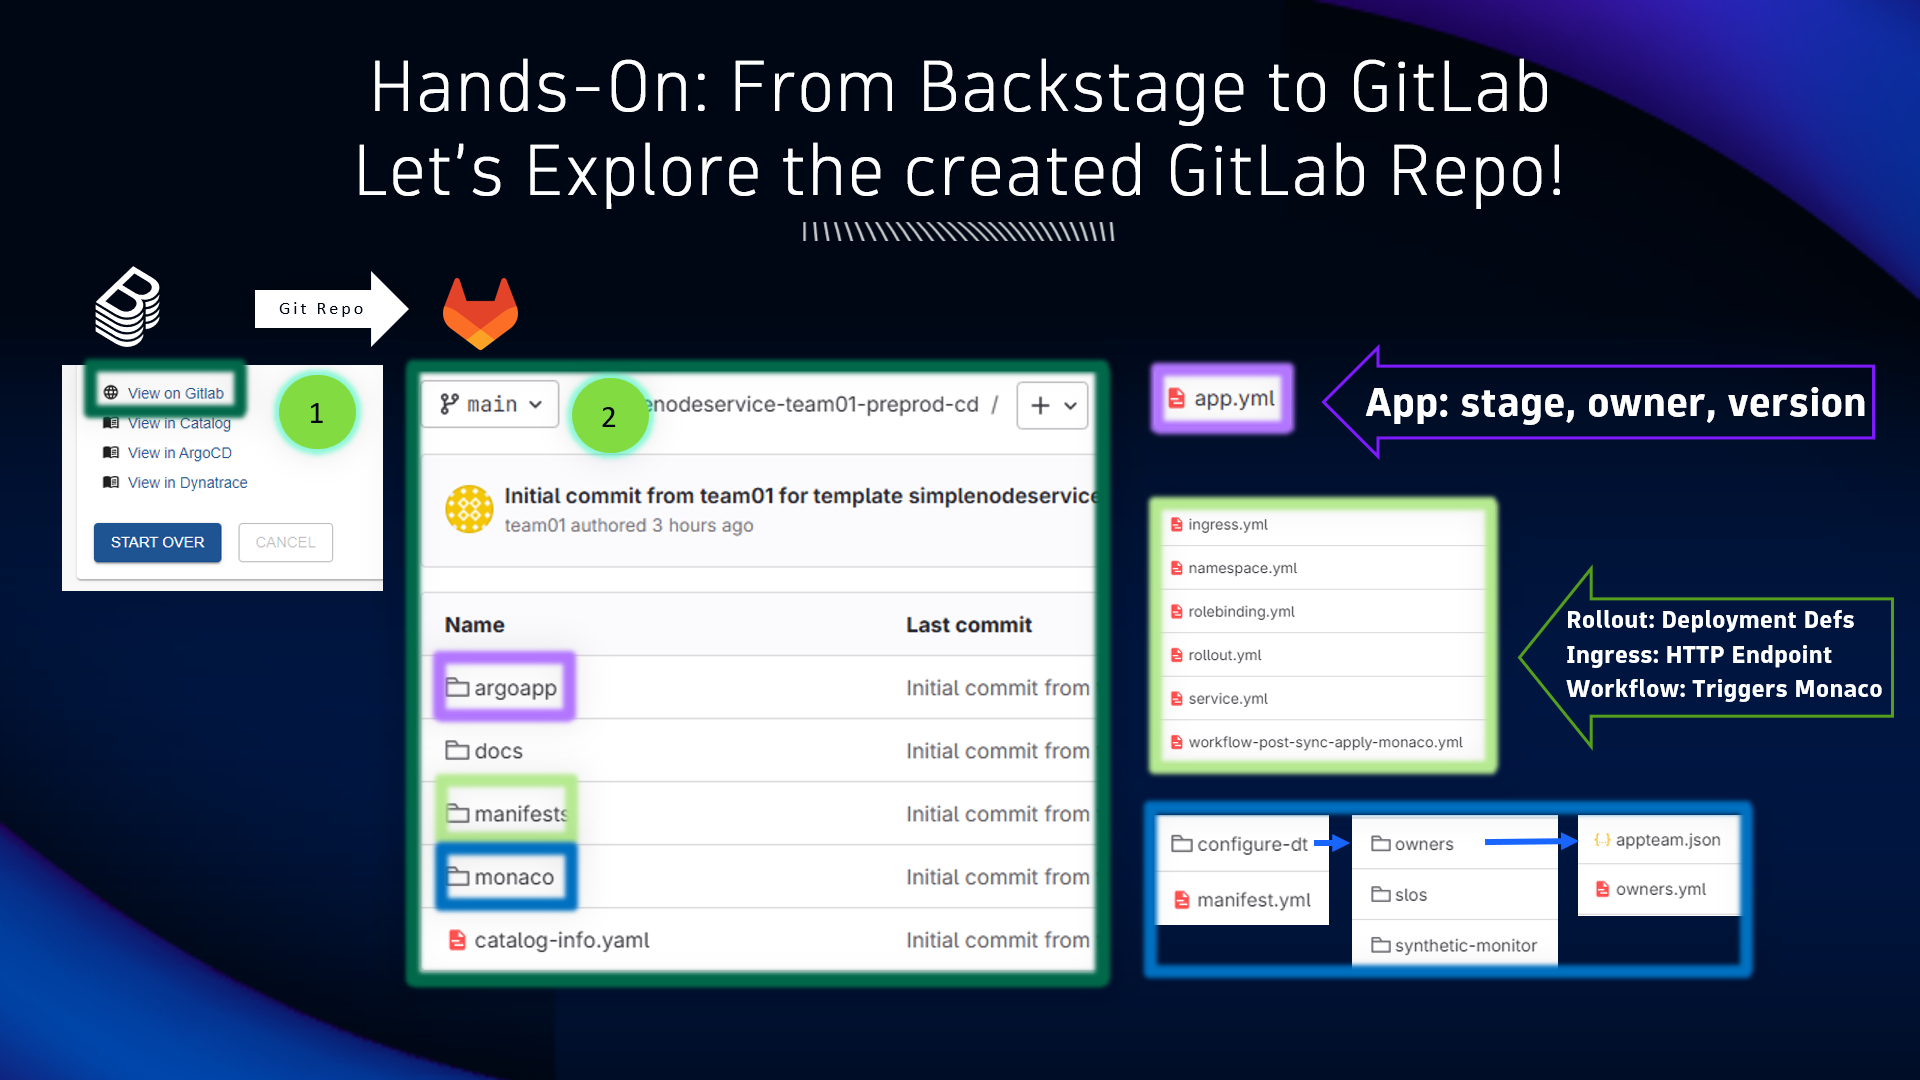 Hands-On: From Backstage to GitLab
Let's Explore the created GitLab Repo!
Git Repo
View on Gitlab
View in Catalog
View in ArgoCD
View in Dynatrace
START OVER
CANCEL
1
main
2
enodeservice-team01-preprod-cd /
Initial commit from team01 for template simplenodeservice
team01 authored 3 hours ago
Name
Last commit
argoapp
Initial commit from
docs
Initial commit from
manifests
Initial commit from
monaco
Initial commit from
catalog-info.yaml
Initial commit from
app.yml
App: stage, owner, version
ingress.yml
namespace.yml
rolebinding.yml
rollout.yml
service.yml
workflow-post-sync-apply-monaco.yml
Rollout: Deployment Defs
Ingress: HTTP Endpoint
Workflow: Triggers Monaco
configure-dt
manifest.yml
owners
slos
synthetic-monitor
appteam.json
owners.yml